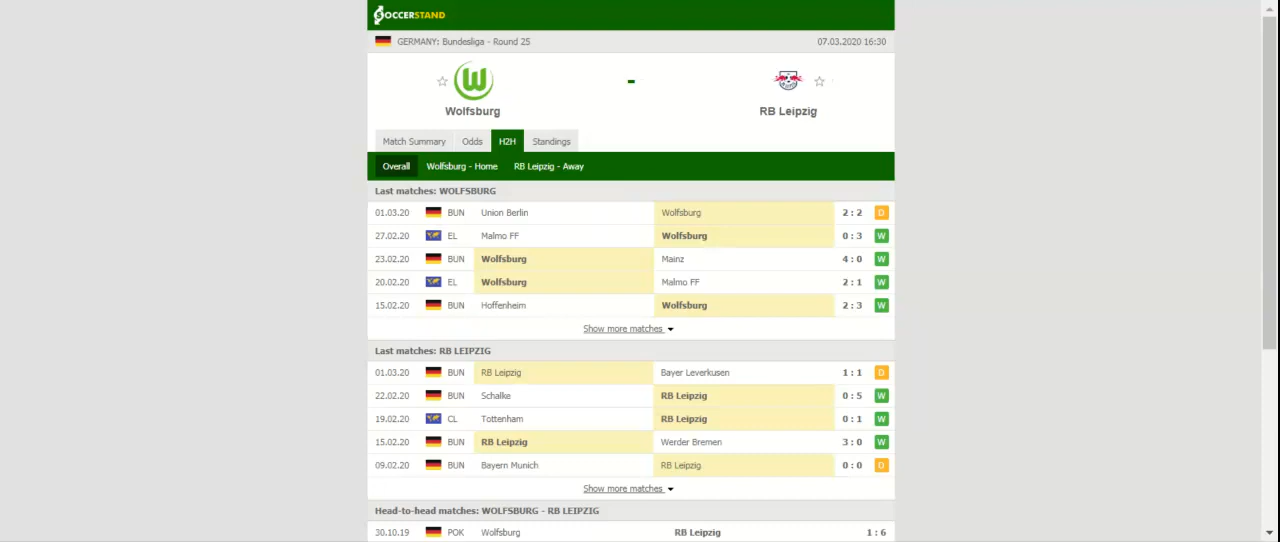 SOCCERSTAND
GERMANY: Bundesliga - Round 25 07.03.2020 16:30
W
-
Wolfsburg RB Leipzig
Match Summary Odds H2H Standings
Overall Wolfsburg - Home RB Leipzig - Away
Last matches: WOLFSBURG
01.03.20 BUN Union Berlin Wolfsburg 2 : 2 D
27.02.20 EL Malmo FF Wolfsburg 0 : 3 W
23.02.20 BUN Wolfsburg Mainz 4 : 0 W
20.02.20 EL Wolfsburg Malmo FF 2 : 1 W
15.02.20 BUN Hoffenheim Wolfsburg 2 : 3 W
Show more matches
Last matches: RB LEIPZIG
01.03.20 BUN RB Leipzig Bayer Leverkusen 1 : 1 D
22.02.20 BUN Schalke RB Leipzig 0 : 5 W
19.02.20 CL Tottenham RB Leipzig 0 : 1 W
15.02.20 BUN RB Leipzig Werder Bremen 3 : 0 W
09.02.20 BUN Bayern Munich RB Leipzig 0 : 0 D
Show more matches
Head-to-head matches: WOLFSBURG - RB LEIPZIG
30.10.19 POK Wolfsburg RB Leipzig 1 : 6